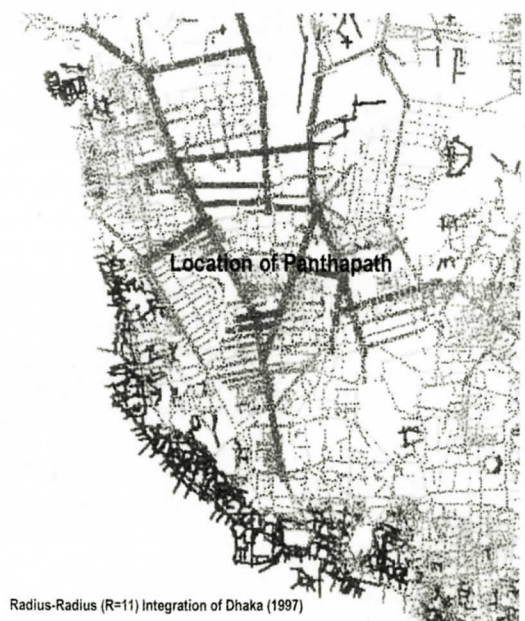 Location of Panthapath
Radius-Radius (R=11) Integration of Dhaka (1997)